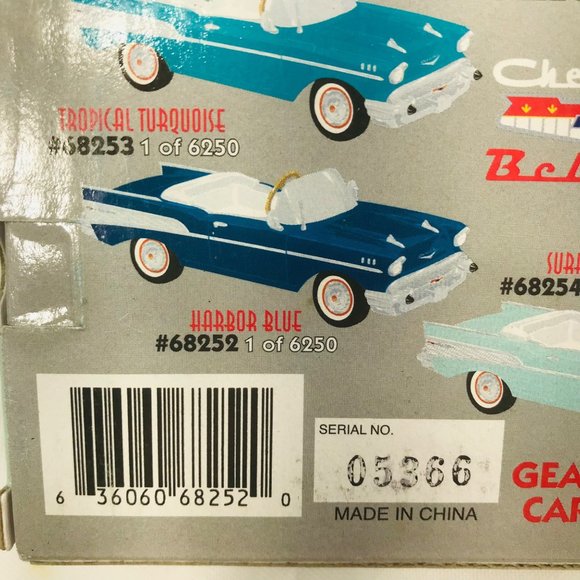 TROPICAL TURQUOISE
#68253 1 of 6250
HARBOR BLUE
#68252 1 of 6250
#68254
SERIAL NO.
05366
MADE IN CHINA
6 36060 68252 0